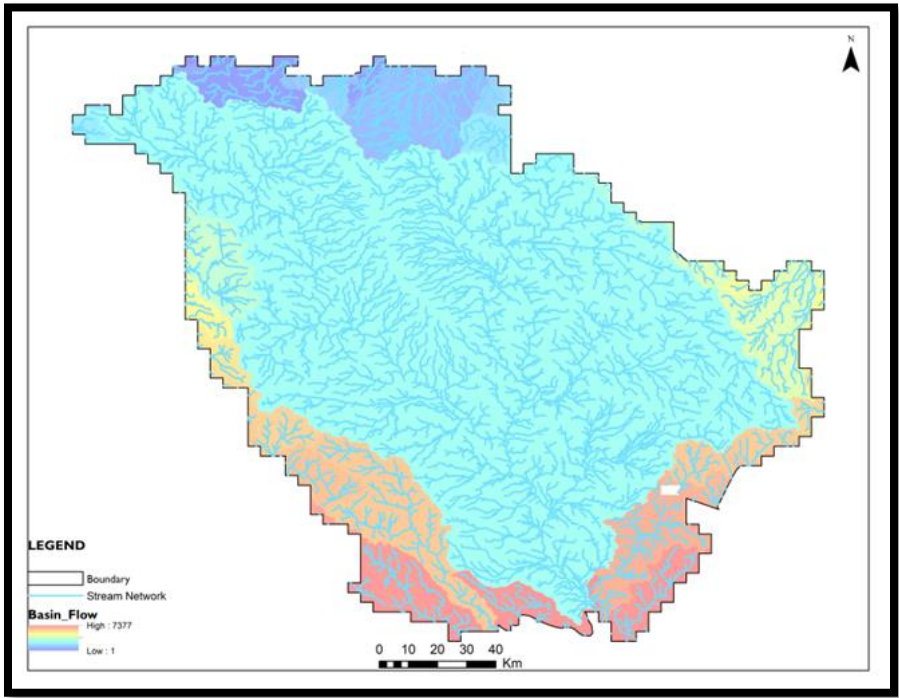 N
LEGEND
Boundary
Stream Network
Basin_Flow
High : 7377
Low : 1
0 10 20 30 40
Km